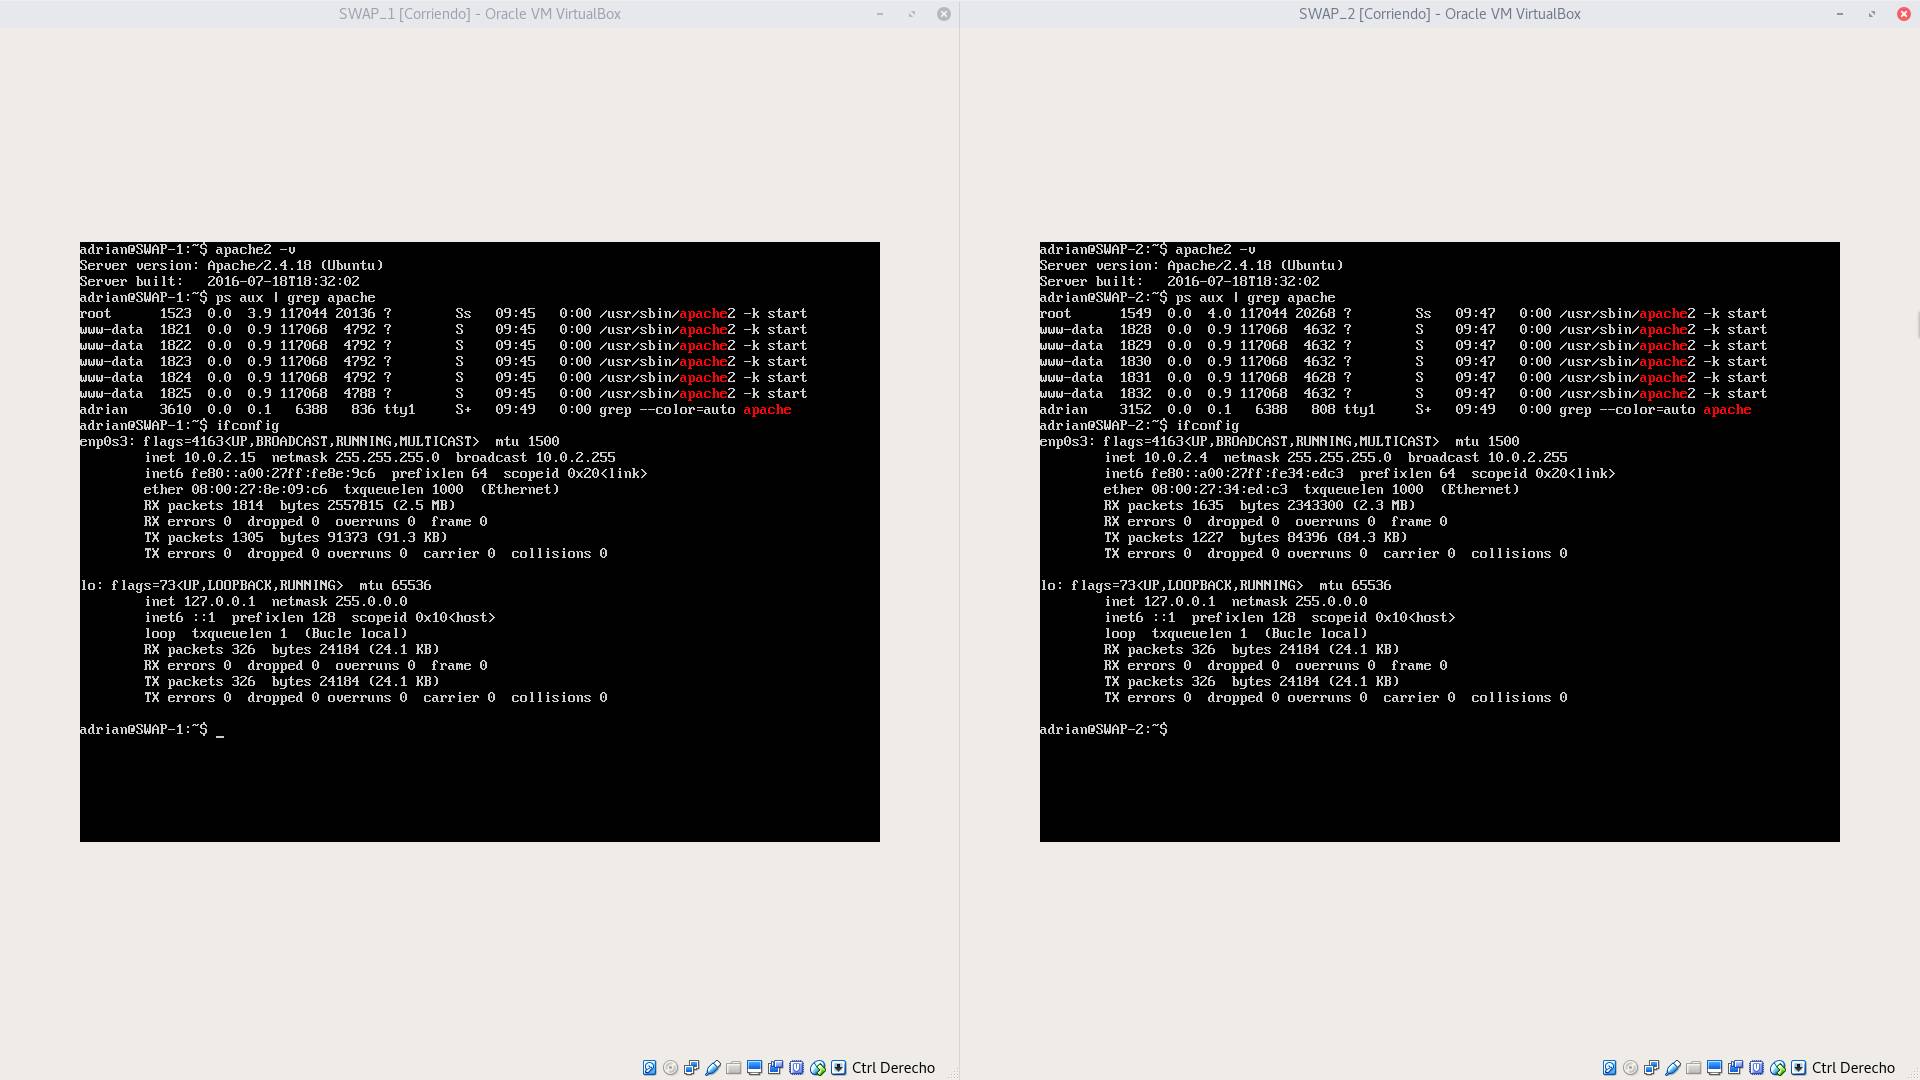 SWAP_1 [Corriendo] - Oracle VM VirtualBox
adrian@SWAP-1:~$ apache2 -v
Server version: Apache/2.4.18 (Ubuntu)
Server built:   2016-07-18T18:32:02
adrian@SWAP-1:~$ ps aux | grep apache
root      1523  0.0  3.9 117044 20136 ?        Ss   09:45   0:00 /usr/sbin/apache2 -k start
www-data  1821  0.0  0.9 117068  4792 ?        S    09:45   0:00 /usr/sbin/apache2 -k start
www-data  1822  0.0  0.9 117068  4792 ?        S    09:45   0:00 /usr/sbin/apache2 -k start
www-data  1823  0.0  0.9 117068  4792 ?        S    09:45   0:00 /usr/sbin/apache2 -k start
www-data  1824  0.0  0.9 117068  4792 ?        S    09:45   0:00 /usr/sbin/apache2 -k start
www-data  1825  0.0  0.9 117068  4788 ?        S    09:45   0:00 /usr/sbin/apache2 -k start
adrian    3610  0.0  0.1   6388   836 tty1     S+   09:49   0:00 grep --color=auto apache
adrian@SWAP-1:~$ ifconfig
enp0s3: flags=4163<UP,BROADCAST,RUNNING,MULTICAST>  mtu 1500
        inet 10.0.2.15  netmask 255.255.255.0  broadcast 10.0.2.255
        inet6 fe80::a00:27ff:fe8e:9c6  prefixlen 64  scopeid 0x20<link>
        ether 08:00:27:8e:09:c6  txqueuelen 1000  (Ethernet)
        RX packets 1814  bytes 2557815 (2.5 MB)
        RX errors 0  dropped 0  overruns 0  frame 0
        TX packets 1305  bytes 91373 (91.3 KB)
        TX errors 0  dropped 0 overruns 0  carrier 0  collisions 0
lo: flags=73<UP,LOOPBACK,RUNNING>  mtu 65536
        inet 127.0.0.1  netmask 255.0.0.0
        inet6 ::1  prefixlen 128  scopeid 0x10<host>
        loop  txqueuelen 1  (Bucle local)
        RX packets 326  bytes 24184 (24.1 KB)
        RX errors 0  dropped 0  overruns 0  frame 0
        TX packets 326  bytes 24184 (24.1 KB)
        TX errors 0  dropped 0 overruns 0  carrier 0  collisions 0
adrian@SWAP-1:~$ _
Ctrl Derecho
SWAP_2 [Corriendo] - Oracle VM VirtualBox
adrian@SWAP-2:~$ apache2 -v
Server version: Apache/2.4.18 (Ubuntu)
Server built:   2016-07-18T18:32:02
adrian@SWAP-2:~$ ps aux | grep apache
root      1549  0.0  4.0 117044 20268 ?        Ss   09:47   0:00 /usr/sbin/apache2 -k start
www-data  1828  0.0  0.9 117068  4632 ?        S    09:47   0:00 /usr/sbin/apache2 -k start
www-data  1829  0.0  0.9 117068  4632 ?        S    09:47   0:00 /usr/sbin/apache2 -k start
www-data  1830  0.0  0.9 117068  4632 ?        S    09:47   0:00 /usr/sbin/apache2 -k start
www-data  1831  0.0  0.9 117068  4628 ?        S    09:47   0:00 /usr/sbin/apache2 -k start
www-data  1832  0.0  0.9 117068  4632 ?        S    09:47   0:00 /usr/sbin/apache2 -k start
adrian    3152  0.0  0.1   6388   808 tty1     S+   09:49   0:00 grep --color=auto apache
adrian@SWAP-2:~$ ifconfig
enp0s3: flags=4163<UP,BROADCAST,RUNNING,MULTICAST>  mtu 1500
        inet 10.0.2.4  netmask 255.255.255.0  broadcast 10.0.2.255
        inet6 fe80::a00:27ff:fe34:edc3  prefixlen 64  scopeid 0x20<link>
        ether 08:00:27:34:ed:c3  txqueuelen 1000  (Ethernet)
        RX packets 1635  bytes 2343300 (2.3 MB)
        RX errors 0  dropped 0  overruns 0  frame 0
        TX packets 1227  bytes 84396 (84.3 KB)
        TX errors 0  dropped 0 overruns 0  carrier 0  collisions 0
lo: flags=73<UP,LOOPBACK,RUNNING>  mtu 65536
        inet 127.0.0.1  netmask 255.0.0.0
        inet6 ::1  prefixlen 128  scopeid 0x10<host>
        loop  txqueuelen 1  (Bucle local)
        RX packets 326  bytes 24184 (24.1 KB)
        RX errors 0  dropped 0  overruns 0  frame 0
        TX packets 326  bytes 24184 (24.1 KB)
        TX errors 0  dropped 0 overruns 0  carrier 0  collisions 0
adrian@SWAP-2:~$
Ctrl Derecho